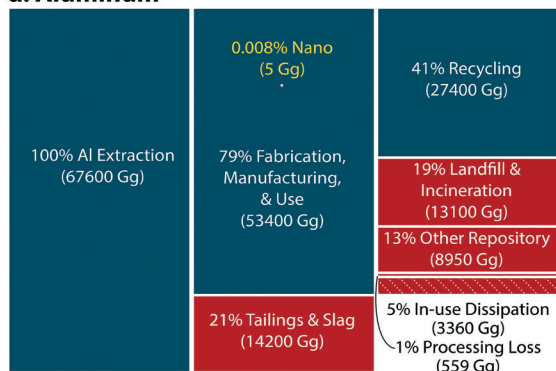 a. Aluminum
100% Al Extraction
(67600 Gg)
0.008% Nano
(5 Gg)
79% Fabrication,
Manufacturing,
& Use
(53400 Gg)
21% Tailings & Slag
(14200 Gg)
41% Recycling
(27400 Gg)
19% Landfill &
Incineration
(13100 Gg)
13% Other Repository
(8950 Gg)
5% In-use Dissipation
(3360 Gg)
1% Processing Loss
(559 Gg)